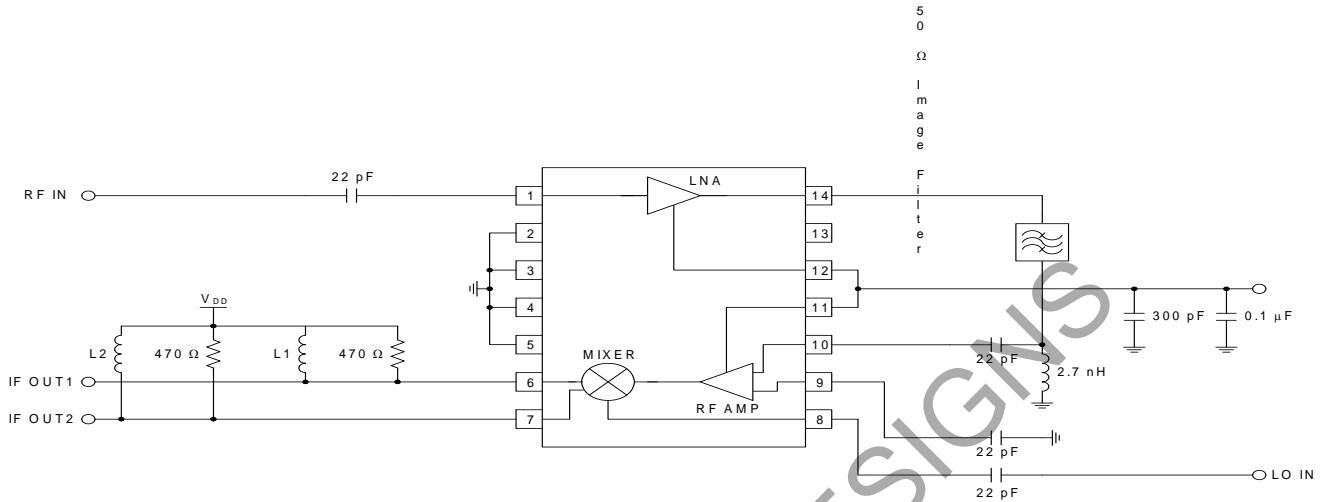 50 Ω Image Filter
22 pF
RF IN
LNA
1
14
2
13
3
12
4
11
5
10
6
9
7
8
VDD
300 pF
0.1 µF
L2
470 Ω
L1
470 Ω
MIXER
22 pF
2.7 nH
IF OUT1
RF AMP
IF OUT2
22 pF
LO IN
22 pF
ESIGNS